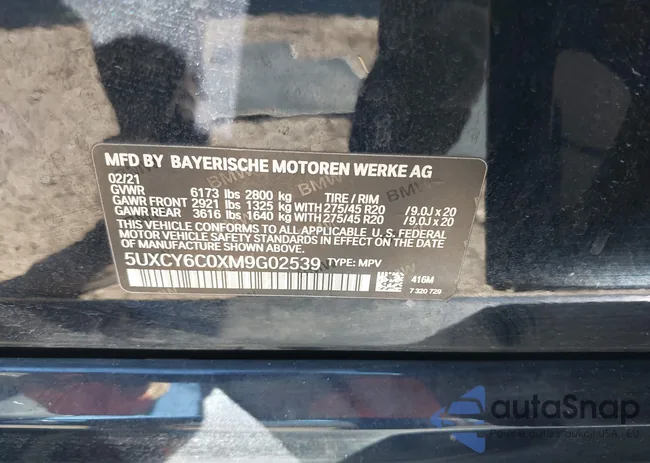 MFD BY BAYERISCHE MOTOREN WERKE AG
02/21
GVWR 6173 lbs 2800 kg TIRE / RIM
GAWR FRONT 2921 lbs 1325 kg WITH 275/45 R20 /9.0J x 20
GAWR REAR 3616 lbs 1640 kg WITH 275/45 R20 /9.0J x 20
THIS VEHICLE CONFORMS TO ALL APPLICABLE U.S. FEDERAL
MOTOR VEHICLE SAFETY STANDARDS IN EFFECT ON THE DATE OF
MANUFACTURE SHOWN ABOVE.
5UXCY6C0XM9G02539 TYPE: MPV
416M
7 320 729
autaSnap